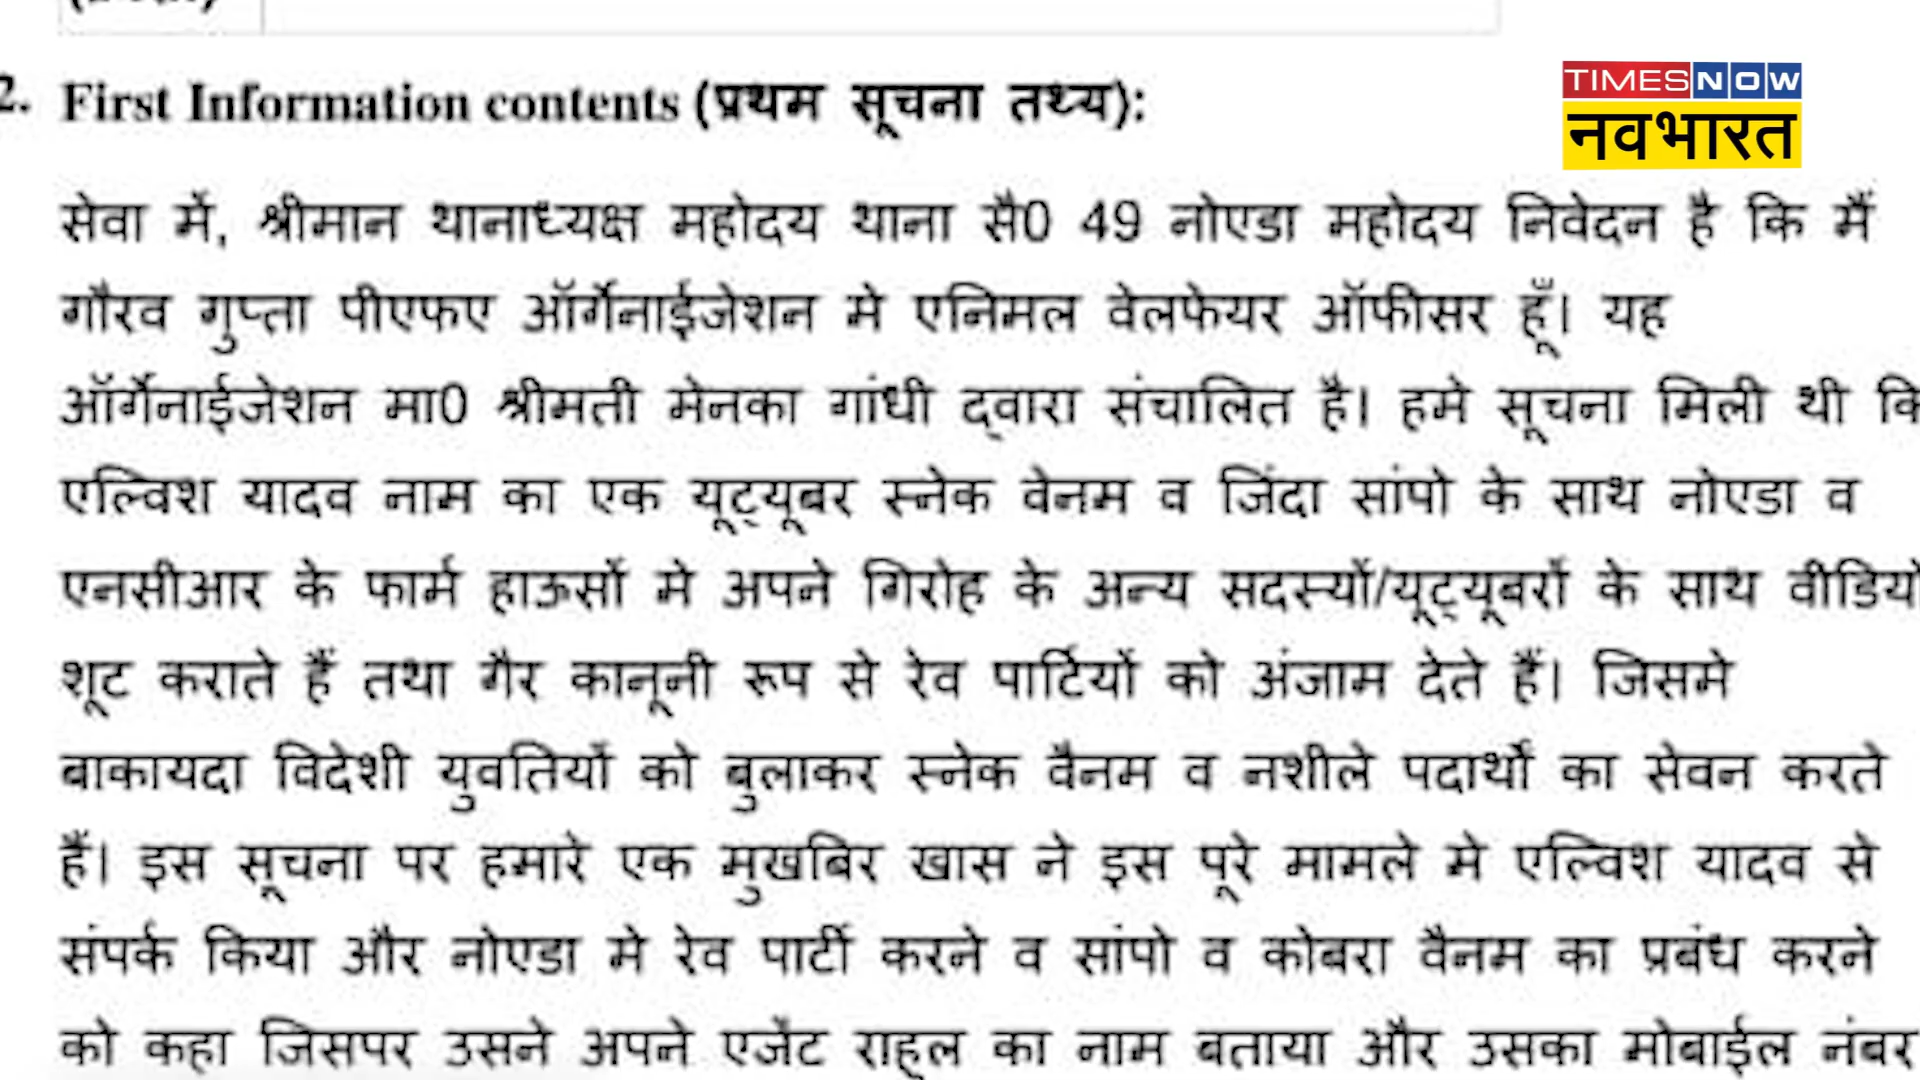 2. First Information contents (प्रथम सूचना तथ्य):
TIMES NOW
नवभारत
सेवा में, श्रीमान थानाध्यक्ष महोदय थाना सै0 49 नोएडा महोदय निवेदन है कि मैं
गौरव गुप्ता पीएफए ऑर्गेनाईजेशन मे एनिमल वेलफेयर ऑफीसर हूँ। यह
ऑर्गेनाईजेशन मा0 श्रीमती मेनका गांधी द्वारा संचालित है। हमे सूचना मिली थी कि
एल्विश यादव नाम का एक यूट्यूबर स्नेक वेनम व जिंदा सांपो के साथ नोएडा व
एनसीआर के फार्म हाऊसों मे अपने गिरोह के अन्य सदस्यों/यूट्यूबरों के साथ वीडियो
शूट कराते हैं तथा गैर कानूनी रूप से रेव पार्टियों को अंजाम देते हैं। जिसमे
बाकायदा विदेशी युवतियों को बुलाकर स्नेक वैनम व नशीले पदार्थों का सेवन करते
हैं। इस सूचना पर हमारे एक मुखबिर खास ने इस पूरे मामले मे एल्विश यादव से
संपर्क किया और नोएडा मे रेव पार्टी करने व सांपो व कोबरा वैनम का प्रबंध करने
को कहा जिसपर उसने अपने एजेंट राहुल का नाम बताया और उसका मोबाईल नंबर